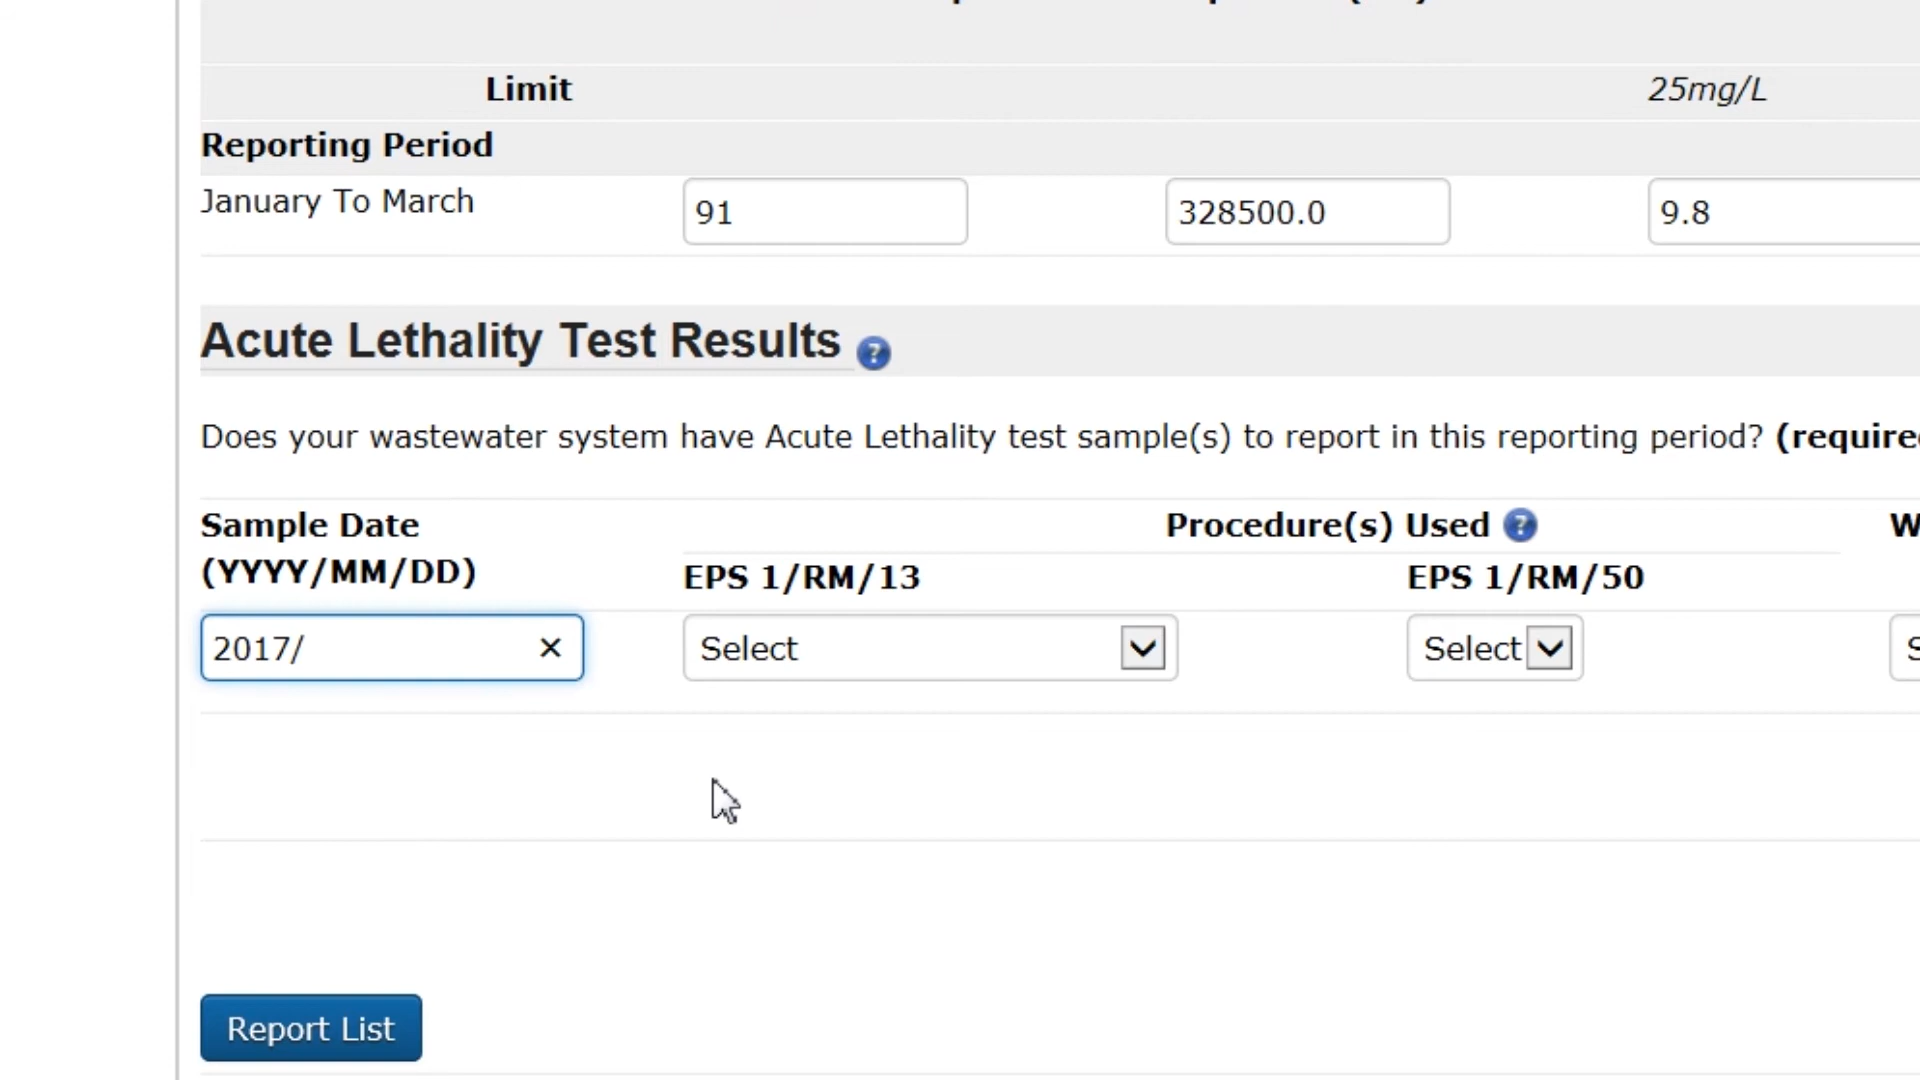 Limit 25mg/L
Reporting Period
January To March 91 328500.0 9.8
Acute Lethality Test Results ?
Does your wastewater system have Acute Lethality test sample(s) to report in this reporting period? (require
Sample Date Procedure(s) Used ? W
(YYYY/MM/DD) EPS 1/RM/13 EPS 1/RM/50
2017/ Select Select S
Report List